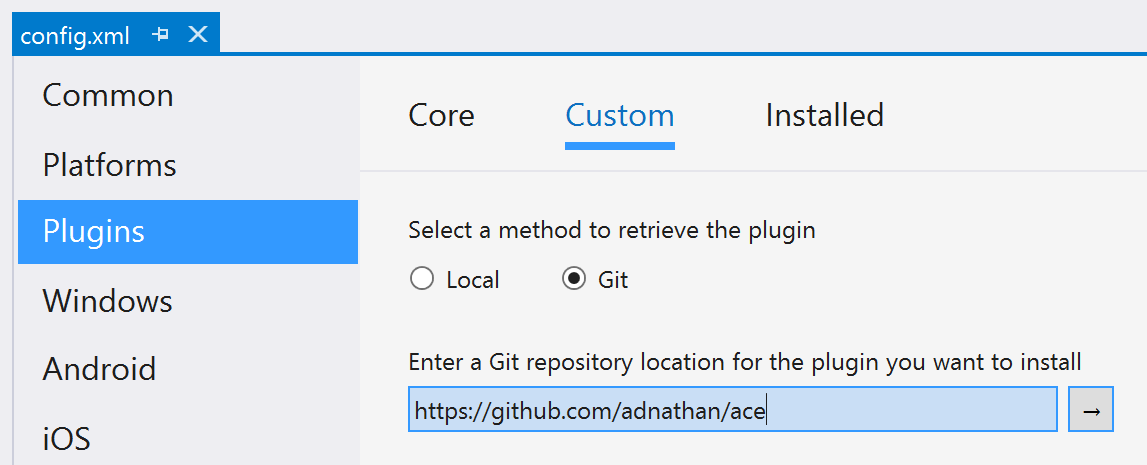 config.xml
Common
Platforms
Plugins
Windows
Android
iOS
Core Custom Installed
Select a method to retrieve the plugin
Local Git
Enter a Git repository location for the plugin you want to install
https://github.com/adnathan/ace
→